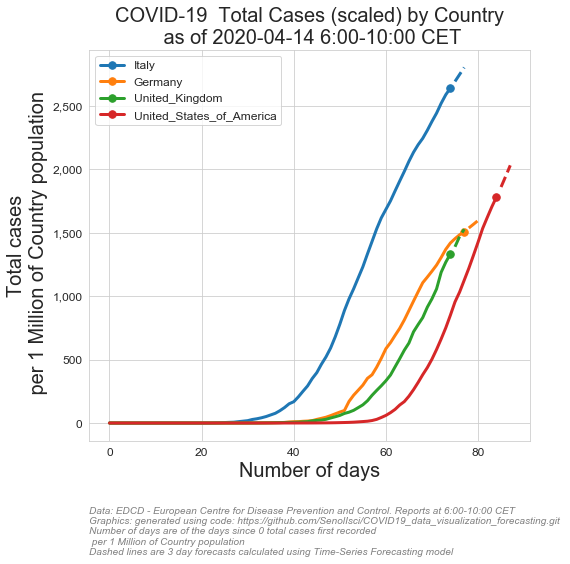 COVID-19  Total Cases (scaled) by Country
as of 2020-04-14 6:00-10:00 CET
Italy
Germany
United_Kingdom
United_States_of_America
Total cases
per 1 Million of Country population
2,500
2,000
1,500
1,000
500
0
0
20
40
60
80
Number of days
Data: EDCD - European Centre for Disease Prevention and Control. Reports at 6:00-10:00 CET
Graphics: generated using code: https://github.com/SenolIsci/COVID19_data_visualization_forecasting.git
Number of days are of the days since 0 total cases first recorded
per 1 Million of Country population
Dashed lines are 3 day forecasts calculated using Time-Series Forecasting model